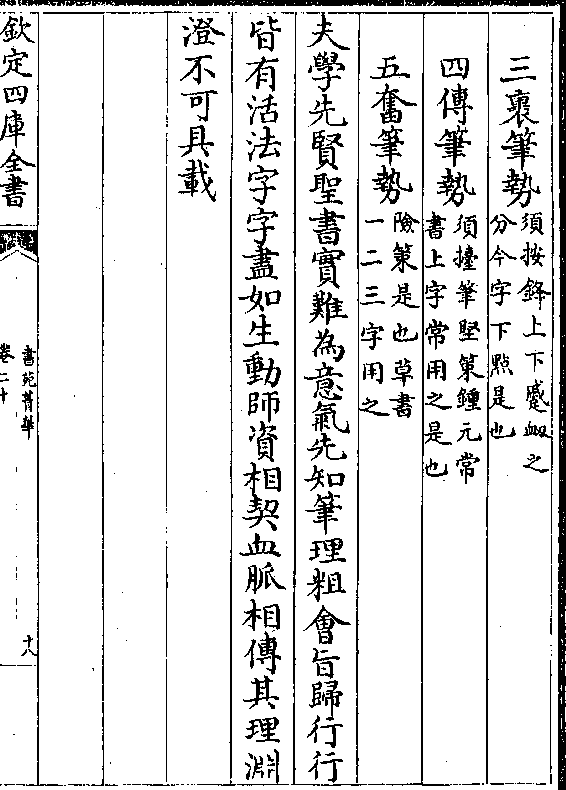 三裹筆勢
須按鋒上下蹙衂之
分今字下㸃是也
四傳筆勢
須擡筆堅策鍾元常
書上字常用之是也
五奮筆勢
險策是也草書
一二三字用之
夫學先賢聖書實難為意氣先知筆理粗會旨歸行行
皆有活法字字盡如生動師資相契血脈相傳其理淵
澄不可具載
欽定四庫全書
書苑菁華
卷二十
十八